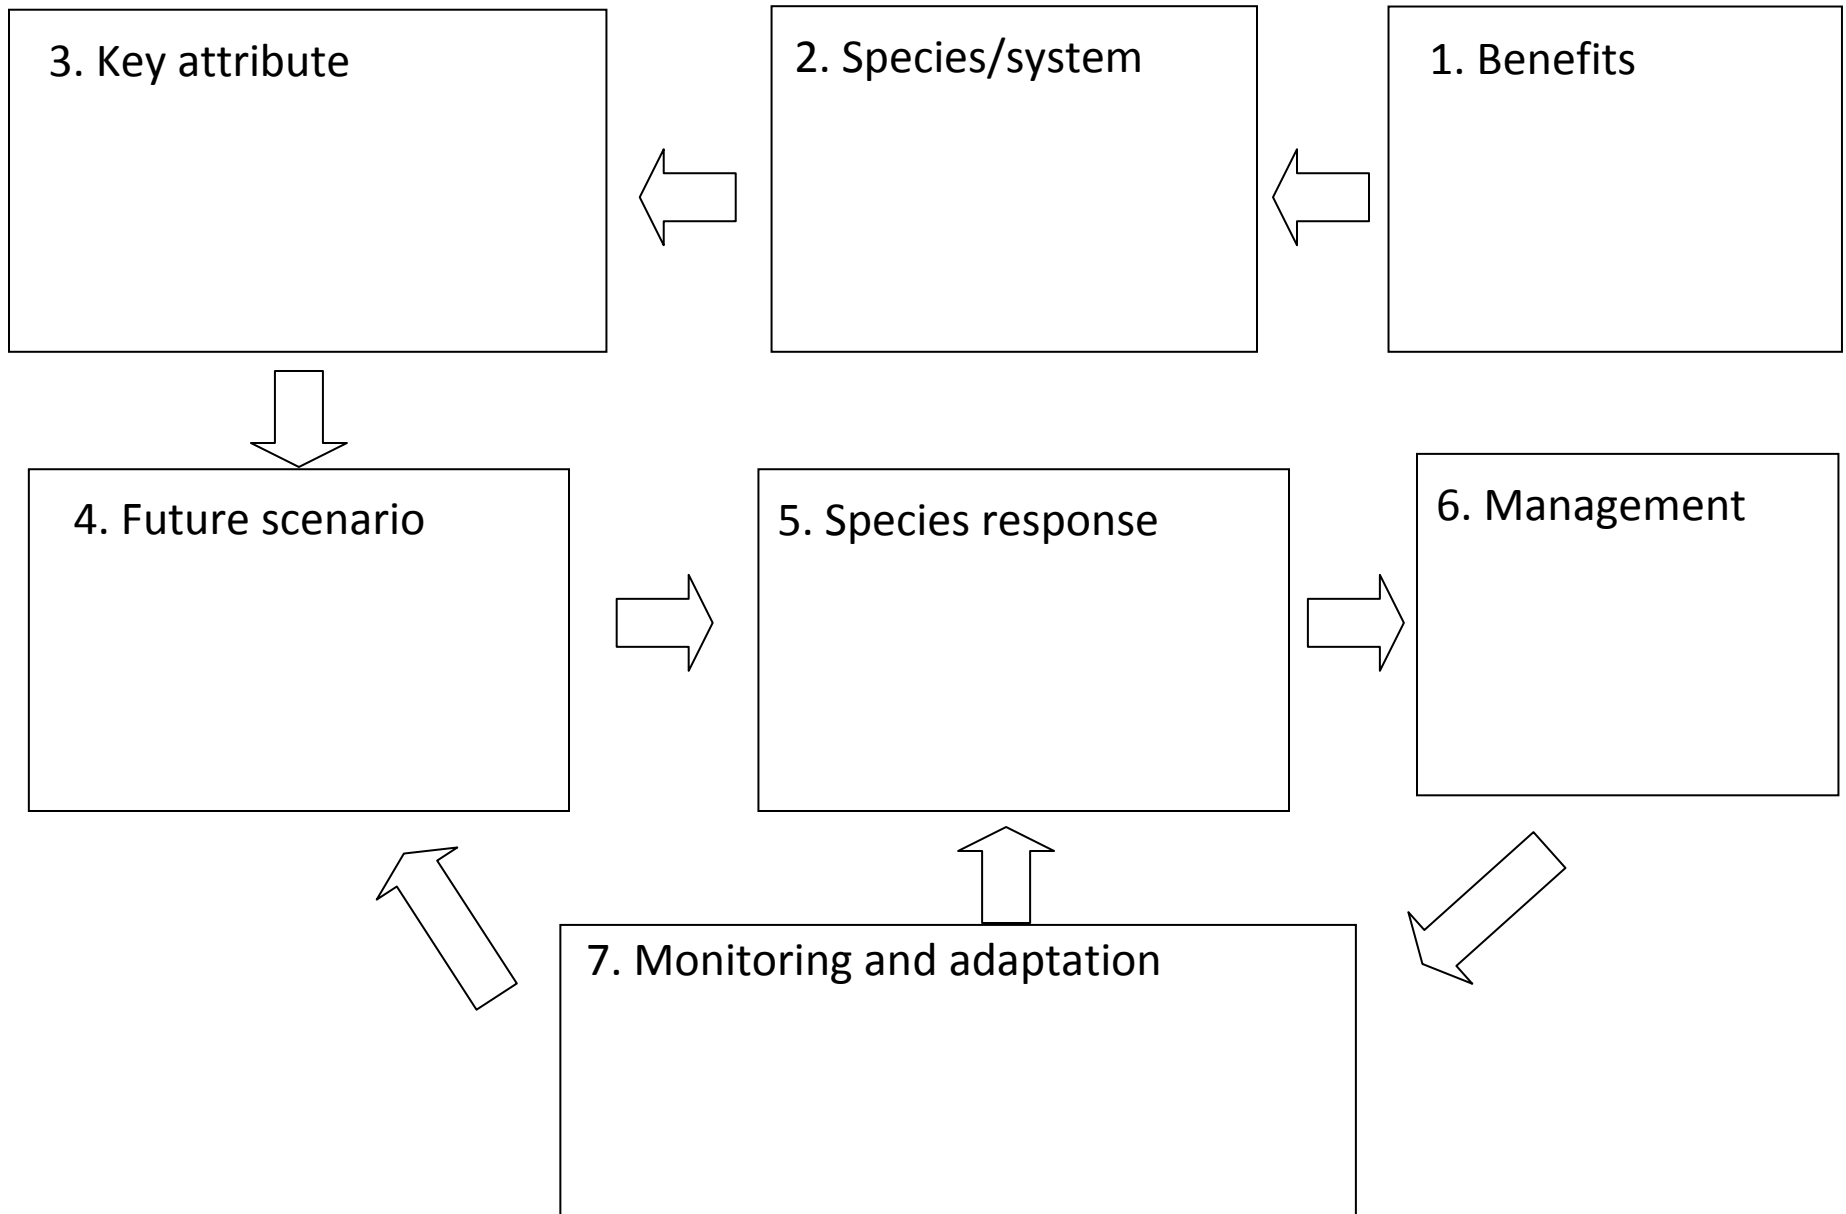 3. Key attribute
2. Species/system
1. Benefits
4. Future scenario
5. Species response
6. Management
7. Monitoring and adaptation